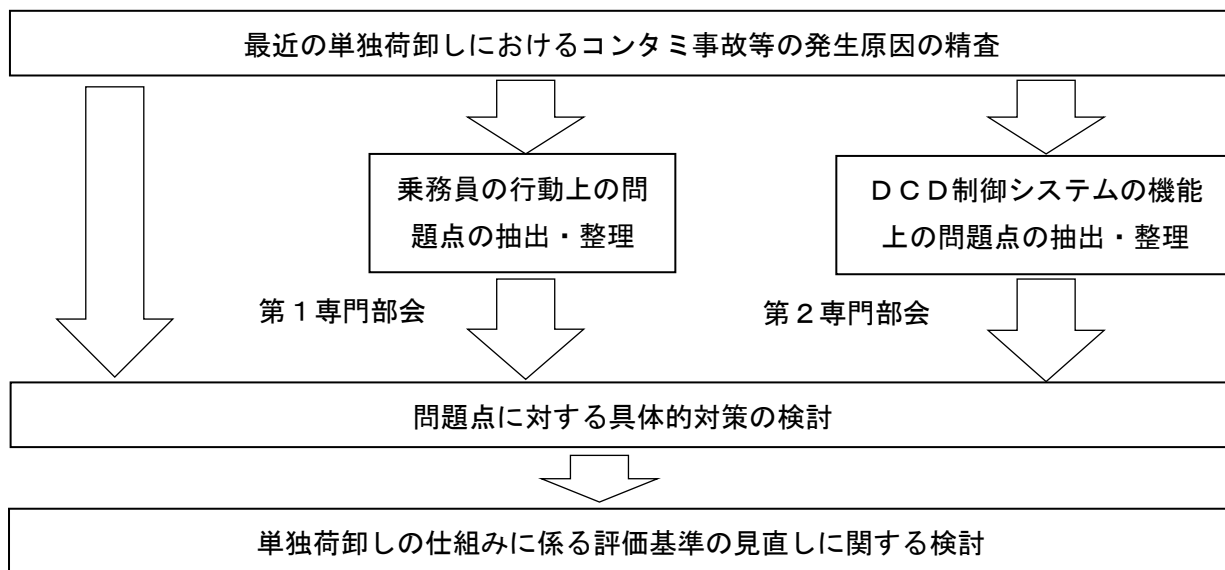 最近の単独荷卸しにおけるコンタミ事故等の発生原因の精査
乗務員の行動上の問
題点の抽出・整理
ＤＣＤ制御システムの機能
上の問題点の抽出・整理
第１専門部会
第２専門部会
問題点に対する具体的対策の検討
単独荷卸しの仕組みに係る評価基準の見直しに関する検討